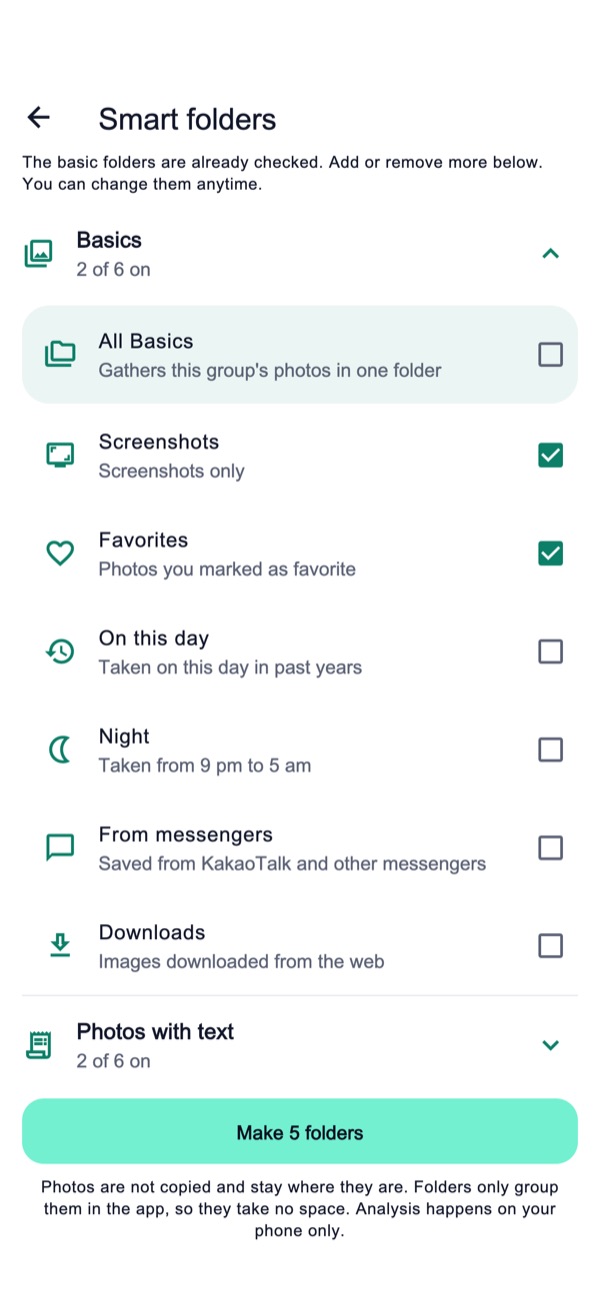 Smart folders
The basic folders are already checked. Add or remove more below.
You can change them anytime.
Basics
2 of 6 on
All Basics
Gathers this group's photos in one folder
Screenshots
Screenshots only
Favorites
Photos you marked as favorite
On this day
Taken on this day in past years
Night
Taken from 9 pm to 5 am
From messengers
Saved from KakaoTalk and other messengers
Downloads
Images downloaded from the web
Photos with text
2 of 6 on
Make 5 folders
Photos are not copied and stay where they are. Folders only group
them in the app, so they take no space. Analysis happens on your
phone only.